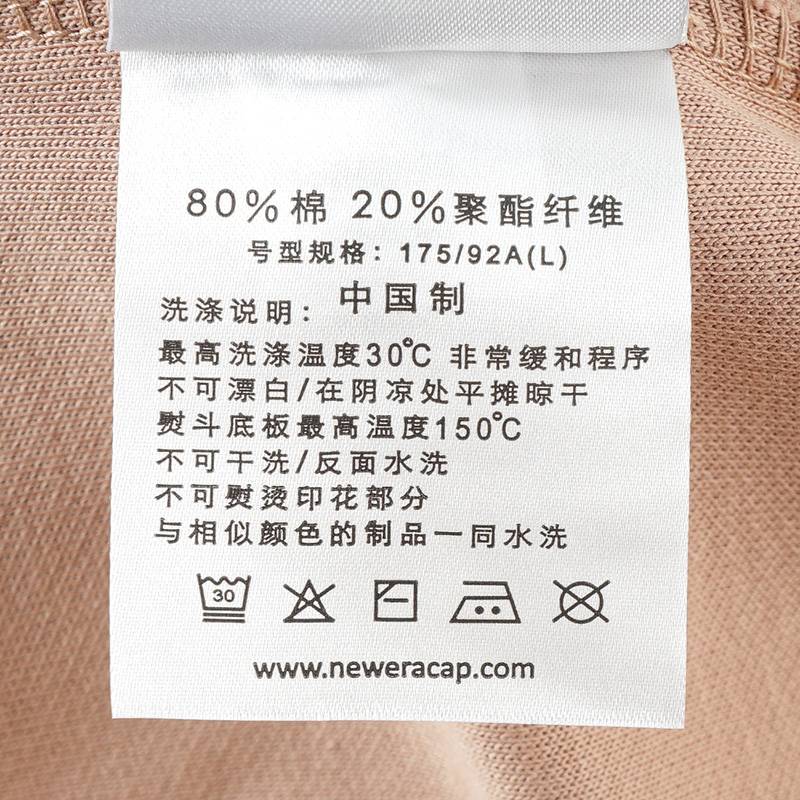 80%棉 20%聚酯纤维
号型规格：175/92A(L)
中国制
洗涤说明：
最高洗涤温度30℃ 非常缓和程序
不可漂白/在阴凉处平摊晾干
熨斗底板最高温度150℃
不可干洗/反面水洗
不可熨烫印花部分
与相似颜色的制品一同水洗
30
www.neweracap.com